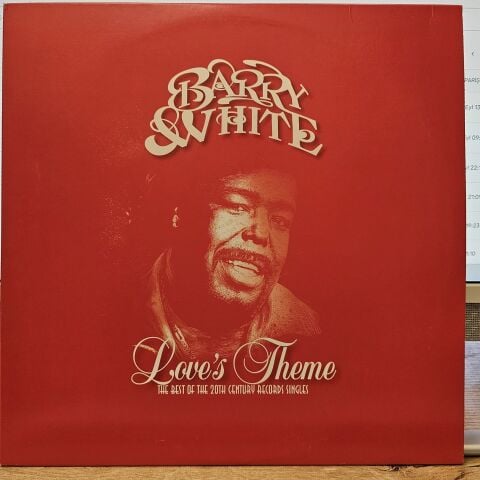 BARRY
WHITE
Love's Theme
THE BEST OF THE 20TH CENTURY RECORDS SINGLES